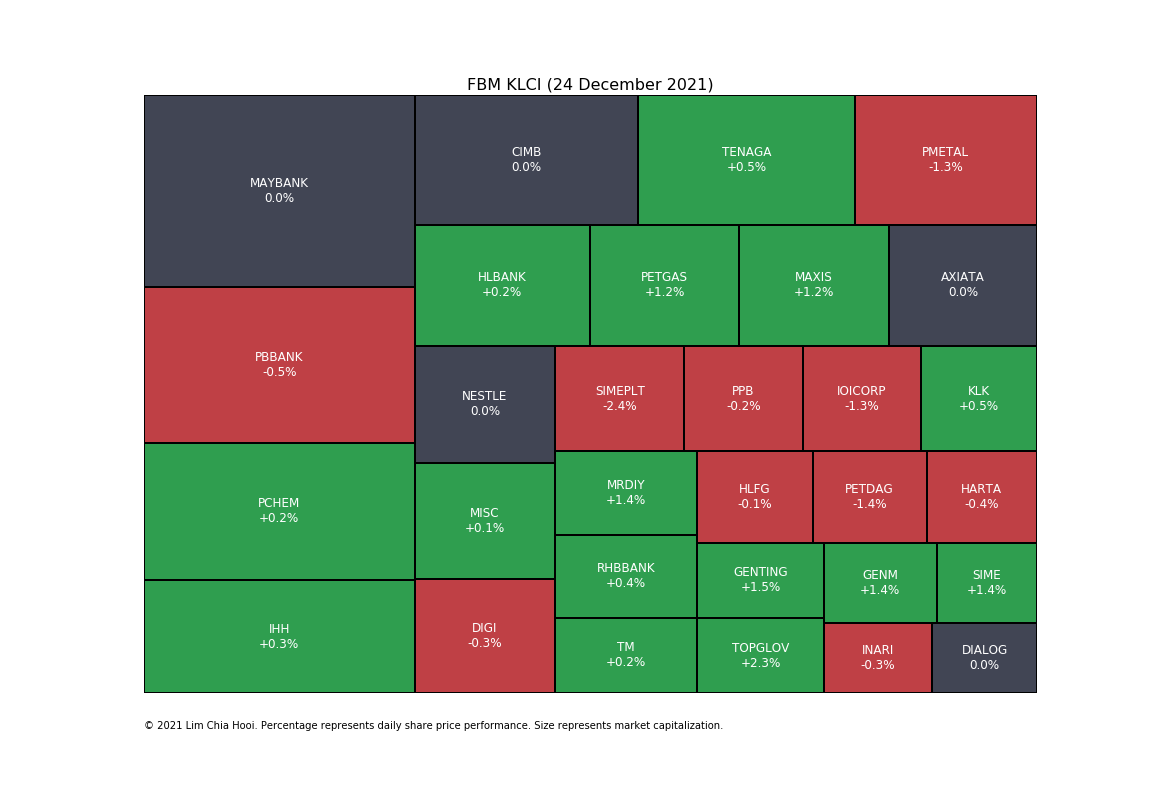 FBM KLCI (24 December 2021)
MAYBANK
0.0%
PBBANK
-0.5%
PCHEM
+0.2%
IHH
+0.3%
CIMB
0.0%
TENAGA
+0.5%
PMETAL
-1.3%
HLBANK
+0.2%
PETGAS
+1.2%
MAXIS
+1.2%
AXIATA
0.0%
NESTLE
0.0%
MISC
+0.1%
DIGI
-0.3%
SIMEPLT
-2.4%
PPB
-0.2%
IOICORP
-1.3%
KLK
+0.5%
MRDIY
+1.4%
RHBBANK
+0.4%
TM
+0.2%
HLFG
-0.1%
PETDAG
-1.4%
HARTA
-0.4%
GENTING
+1.5%
TOPGLOV
+2.3%
GENM
+1.4%
SIME
+1.4%
INARI
-0.3%
DIALOG
0.0%
© 2021 Lim Chia Hooi. Percentage represents daily share price performance. Size represents market capitalization.